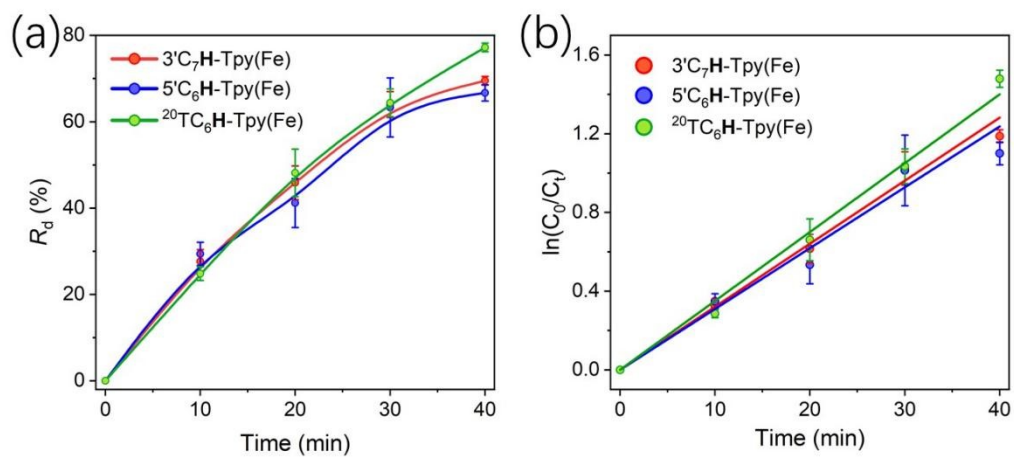 (a)
80
60
40
20
0
R_d (%)
3'C₇H-Tpy(Fe)
5'C₆H-Tpy(Fe)
²⁰TC₆H-Tpy(Fe)
0 10 20 30 40
Time (min)
(b)
1.6
1.2
0.8
0.4
0.0
ln(C₀/Cₜ)
3'C₇H-Tpy(Fe)
5'C₆H-Tpy(Fe)
²⁰TC₆H-Tpy(Fe)
0 10 20 30 40
Time (min)